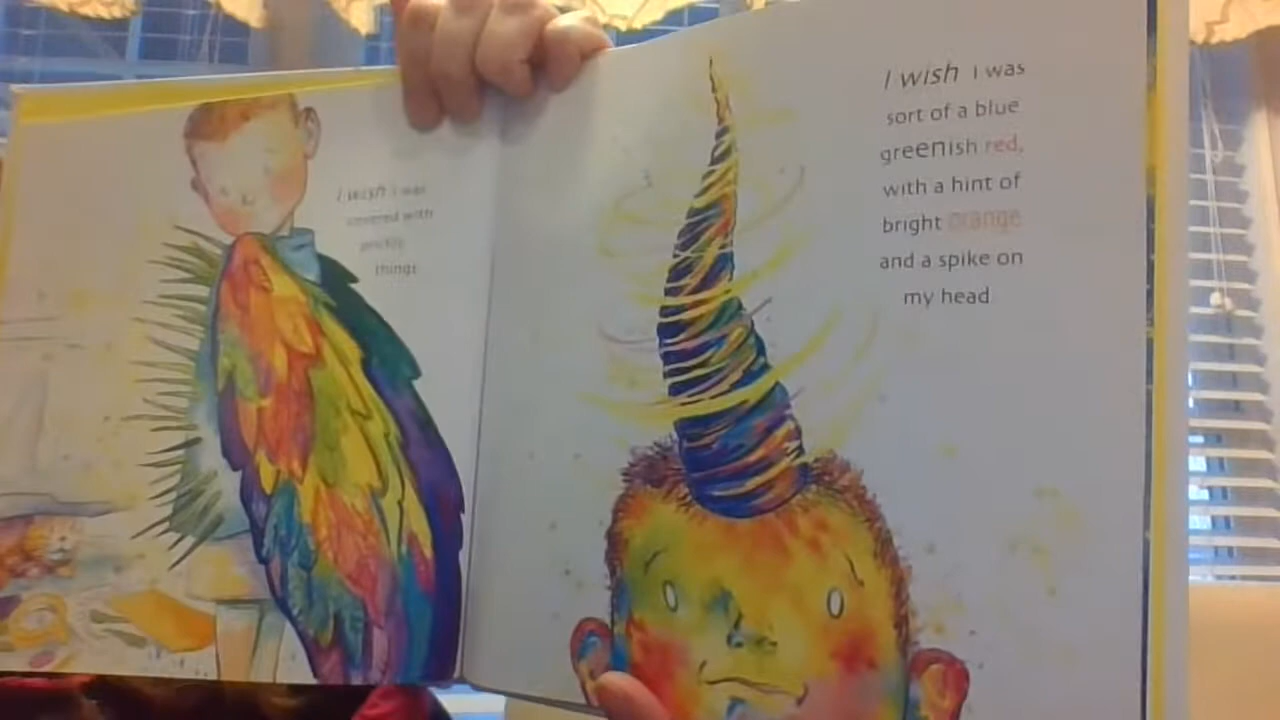 I wish I was
covered with
prickly
things
I wish I was
sort of a blue
greenish red,
with a hint of
bright orange
and a spike on
my head